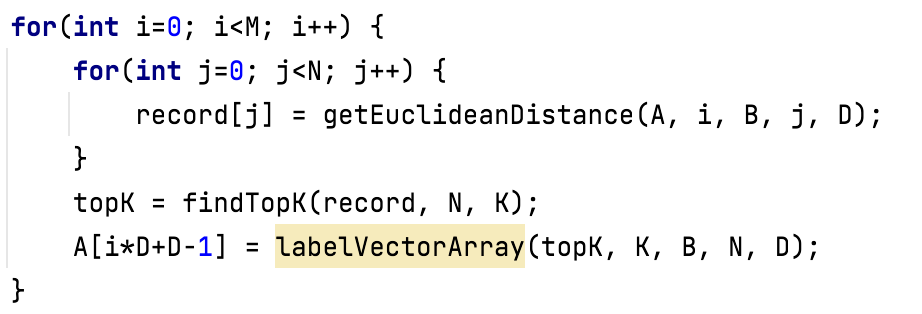 for(int i=0; i<M; i++) {
    for(int j=0; j<N; j++) {
        record[j] = getEuclideanDistance(A, i, B, j, D);
    }
    topK = findTopK(record, N, K);
    A[i*D+D-1] = labelVectorArray(topK, K, B, N, D);
}